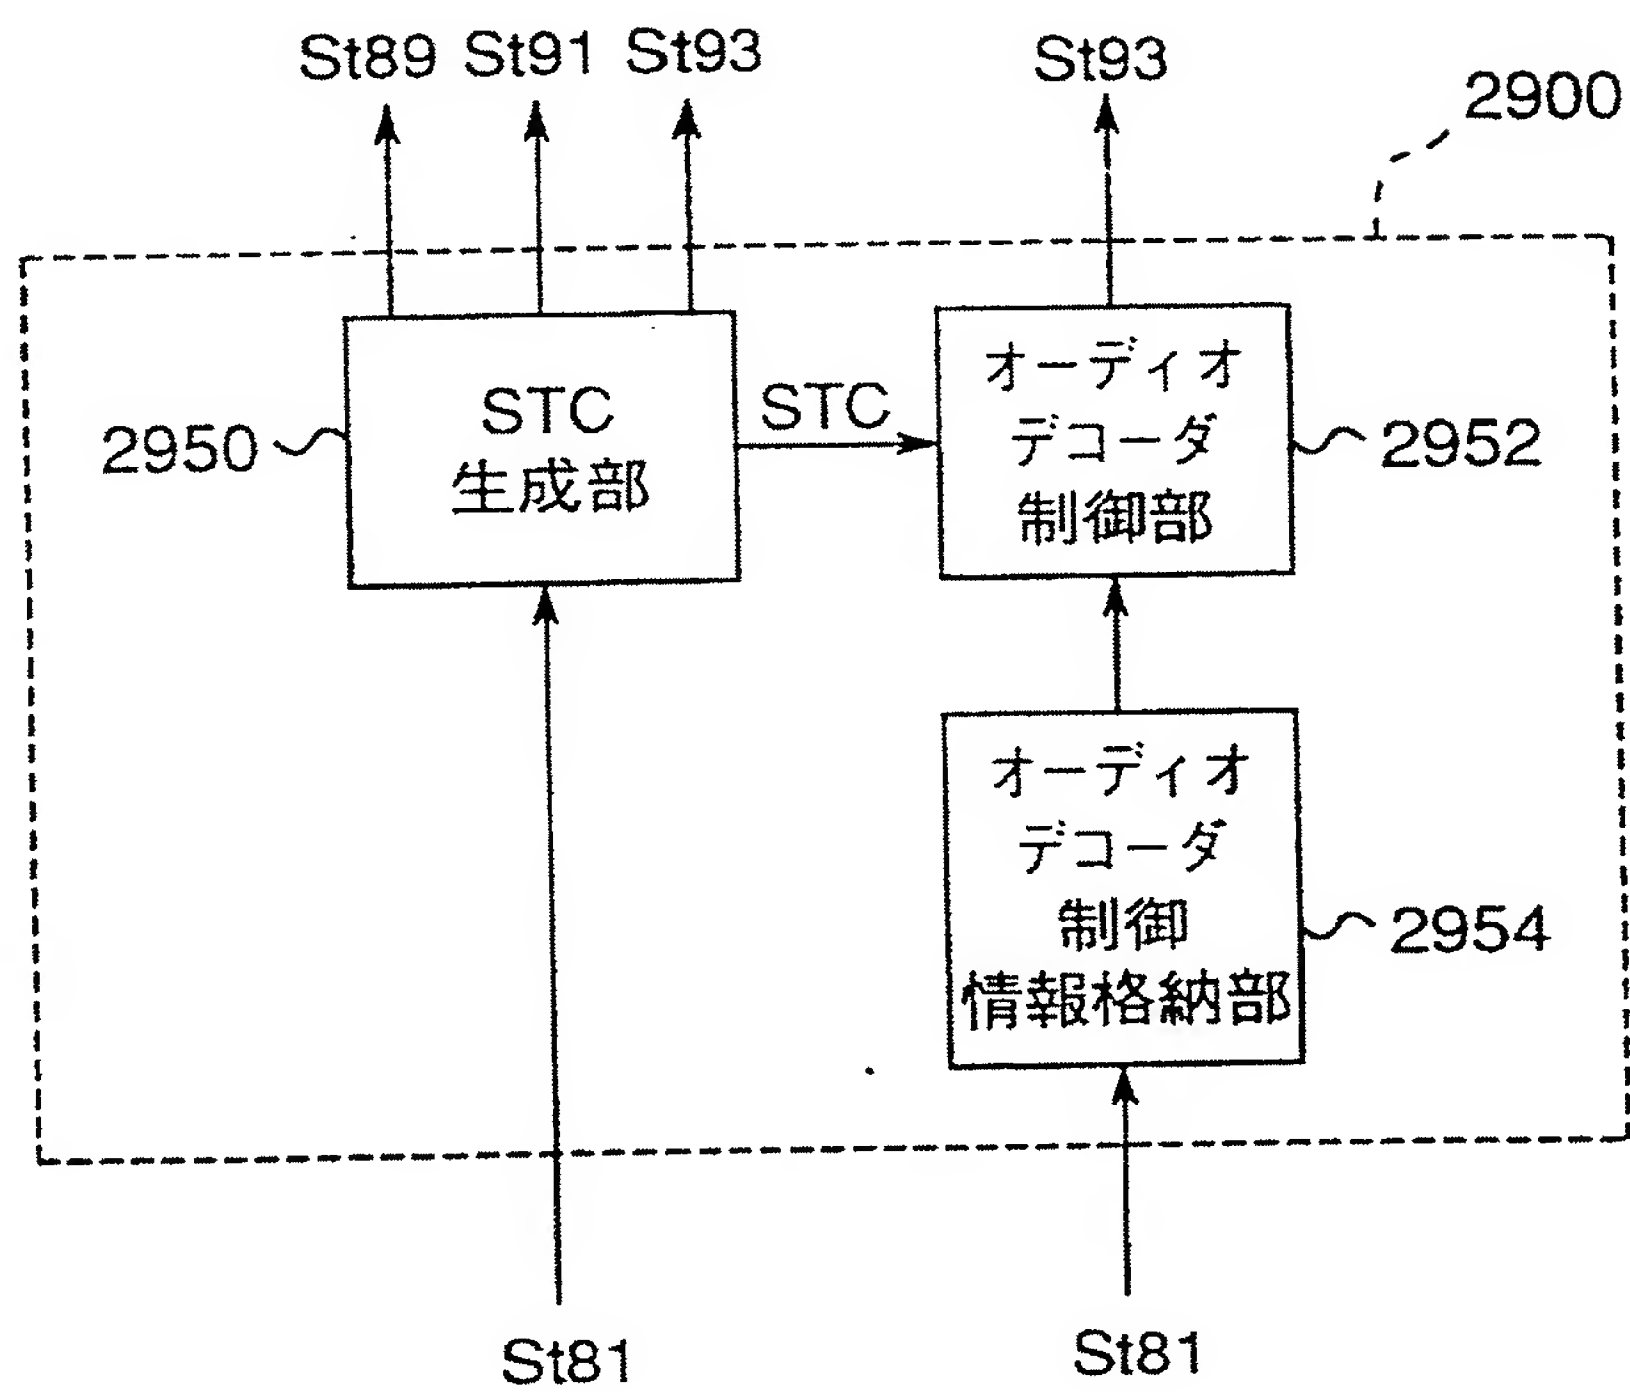 St89 St91 St93
St93
2900
2950
STC
生成部
STC
オーディオ
デコーダ
制御部
2952
オーディオ
デコーダ
制御
情報格納部
2954
St81
St81